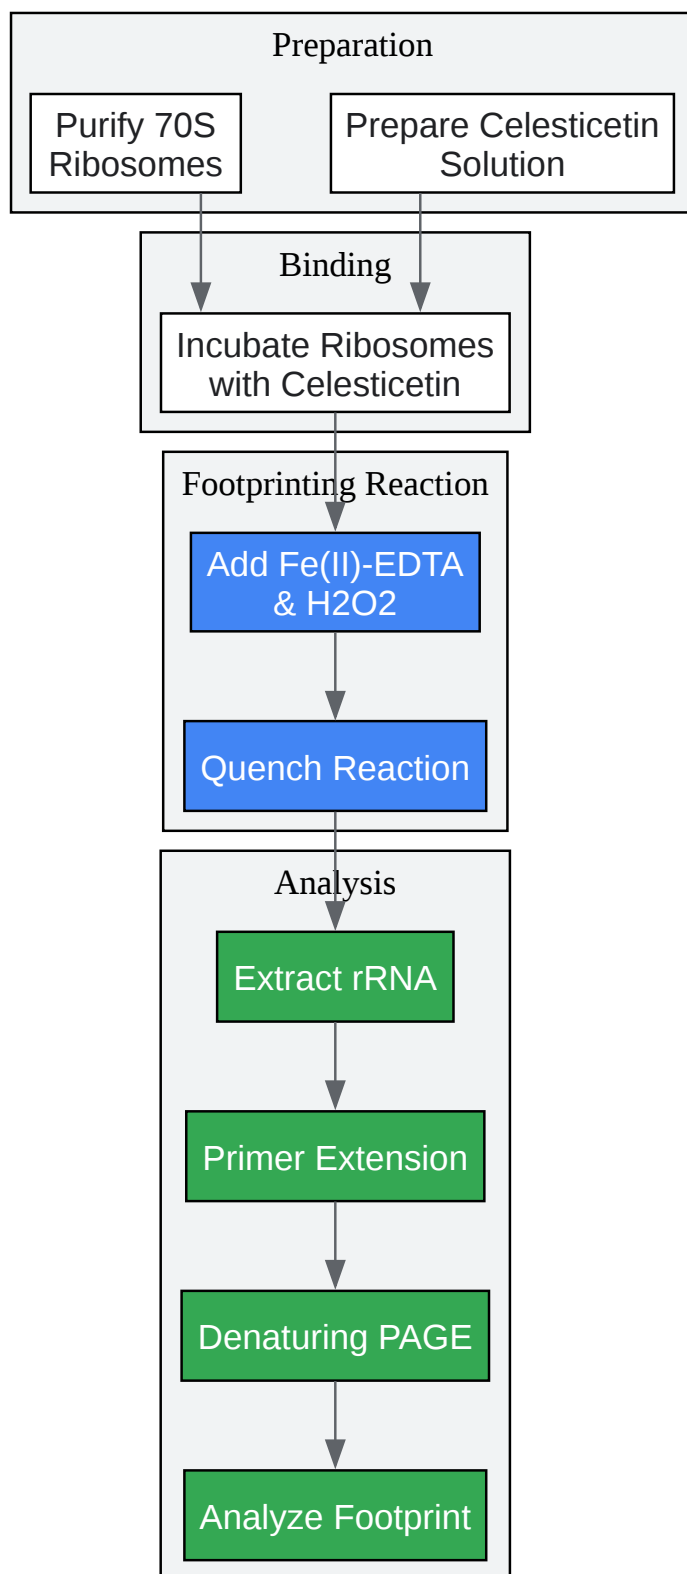 Preparation
Purify 70S
Ribosomes
Prepare Celesticetin
Solution
Binding
Incubate Ribosomes
with Celesticetin
Footprinting Reaction
Add Fe(II)-EDTA
& H2O2
Quench Reaction
Analysis
Extract rRNA
Primer Extension
Denaturing PAGE
Analyze Footprint